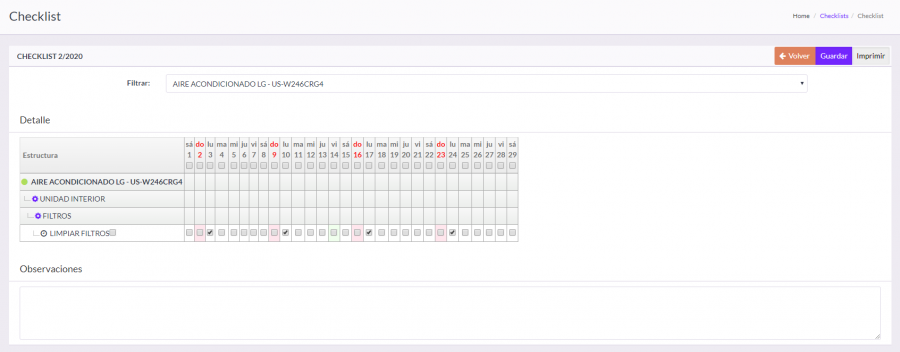 Checklist
Home / Checklists / Checklist
CHECKLIST 2/2020
Volver Guardar Imprimir
Filtrar: AIRE ACONDICIONADO LG - US-W246CRG4
Detalle
Estructura
sá do lu ma mi ju vi sá do lu ma mi ju vi sá do lu ma mi ju vi sá do lu ma mi ju vi sá
1 2 3 4 5 6 7 8 9 10 11 12 13 14 15 16 17 18 19 20 21 22 23 24 25 26 27 28 29
AIRE ACONDICIONADO LG - US-W246CRG4
UNIDAD INTERIOR
FILTROS
LIMPIAR FILTROS
Observaciones